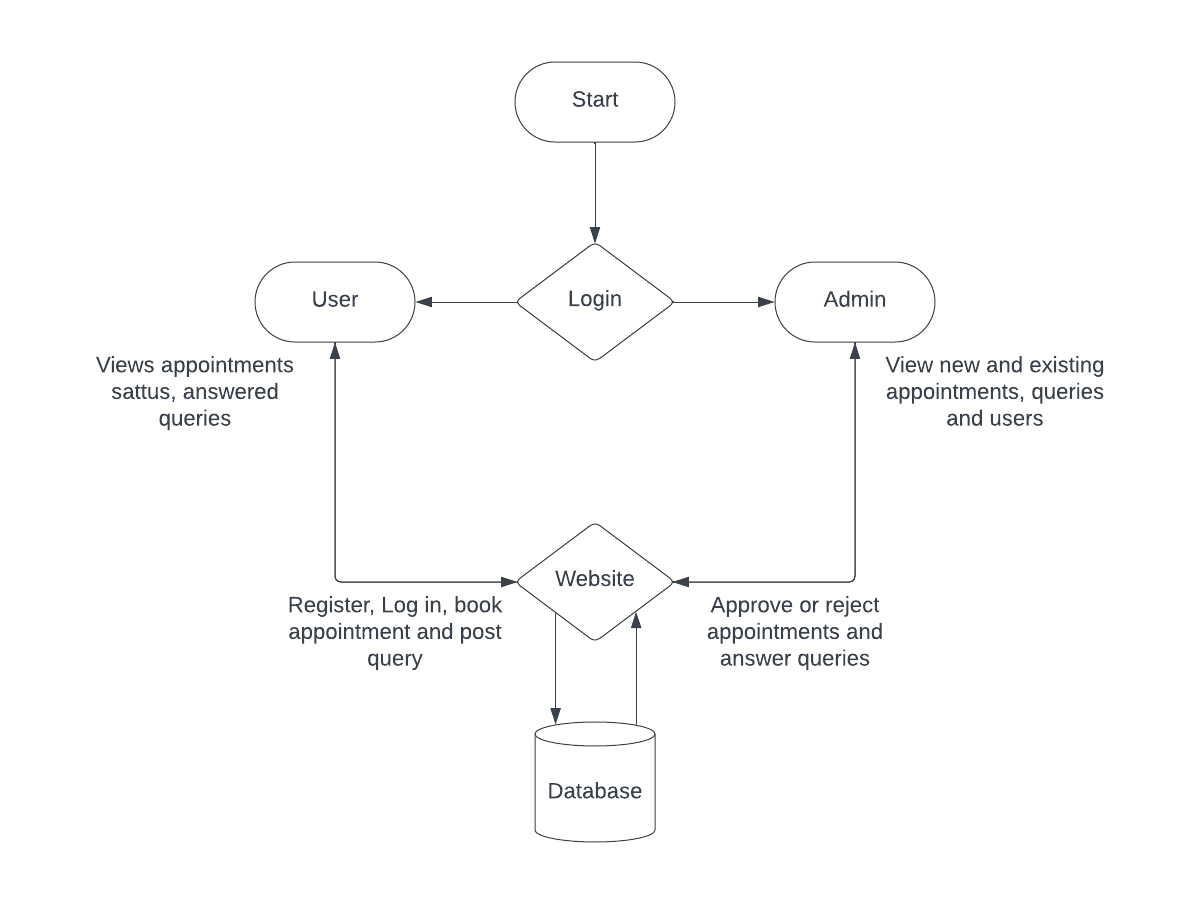 Start
User
Login
Admin
Views appointments
sattus, answered
queries
View new and existing
appointments, queries
and users
Website
Register, Log in, book
appointment and post
query
Approve or reject
appointments and
answer queries
Database